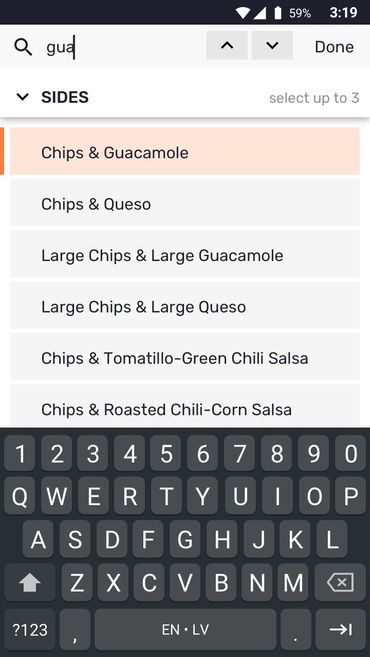 59% 3:19
gua Done
SIDES select up to 3
Chips & Guacamole
Chips & Queso
Large Chips & Large Guacamole
Large Chips & Large Queso
Chips & Tomatillo-Green Chili Salsa
Chips & Roasted Chili-Corn Salsa
1 2 3 4 5 6 7 8 9 0
Q W E R T Y U I O P
A S D F G H J K L
Z X C V B N M
?123 , EN • LV .